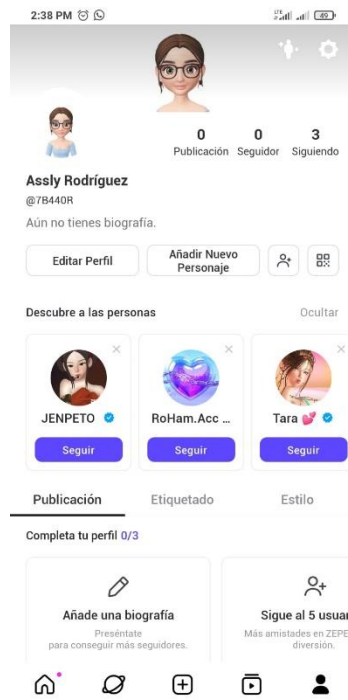 2:38 PM
LTE
49
0 0 3
Publicación Seguidor Siguiendo
Assly Rodríguez
@7B440R
Aún no tienes biografía.
Editar Perfil
Añadir Nuevo
Personaje
Descubre a las personas Ocultar
JENPETO RoHam.Acc ... Tara
Seguir Seguir Seguir
Publicación Etiquetado Estilo
Completa tu perfil 0/3
Añade una biografía
Preséntate
para conseguir más seguidores.
Sigue al 5 usuar
Más amistades en ZEPE
diversión.